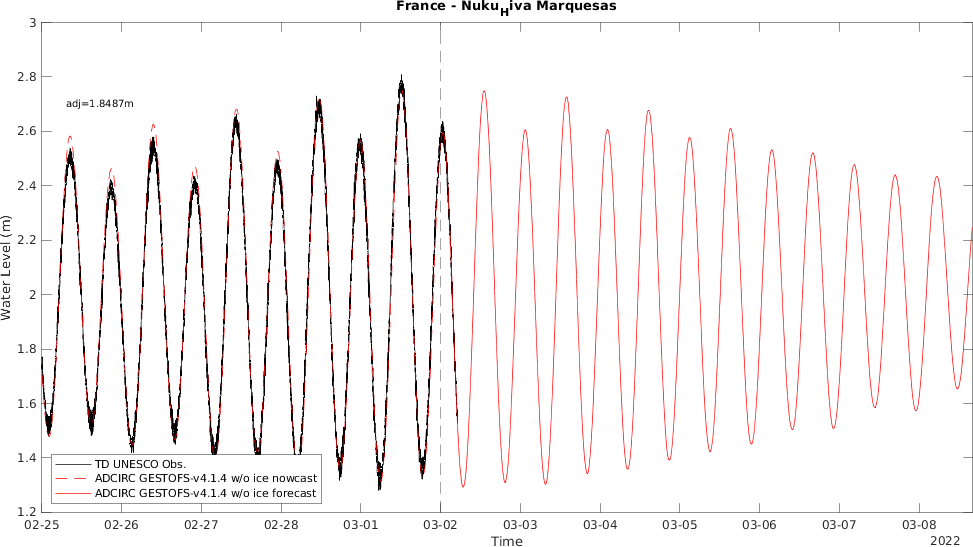 France - Nuku_Hiva Marquesas
3
2.8
2.6
2.4
2.2
2
1.8
1.6
1.4
1.2
Water Level (m)
adj=1.8487m
TD UNESCO Obs.
ADCIRC GESTOFS-v4.1.4 w/o ice nowcast
ADCIRC GESTOFS-v4.1.4 w/o ice forecast
02-25 02-26 02-27 02-28 03-01 03-02 03-03 03-04 03-05 03-06 03-07 03-08
Time
2022